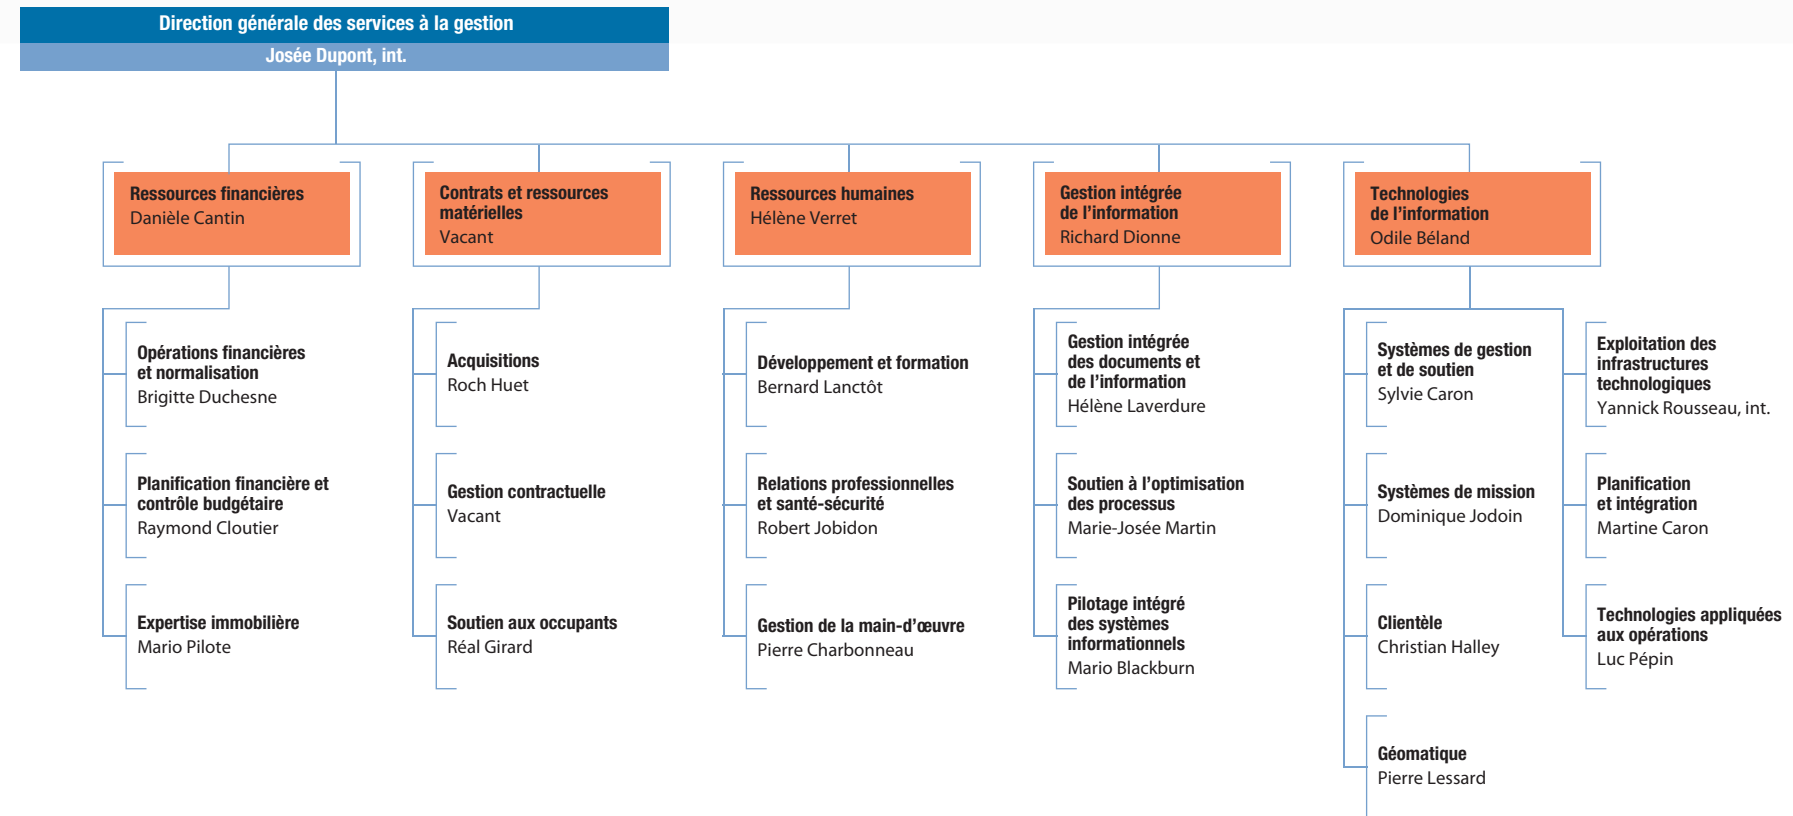 Direction générale des services à la gestion
Josée Dupont, int.
Ressources financières
Danièle Cantin
Contrats et ressources
matérielles
Vacant
Ressources humaines
Hélène Verret
Gestion intégrée
de l’information
Richard Dionne
Technologies
de l’information
Odile Béland
Opérations financières
et normalisation
Brigitte Duchesne
Planification financière et
contrôle budgétaire
Raymond Cloutier
Expertise immobilière
Mario Pilote
Acquisitions
Roch Huet
Gestion contractuelle
Vacant
Soutien aux occupants
Réal Girard
Développement et formation
Bernard Lanctôt
Relations professionnelles
et santé-sécurité
Robert Jobidon
Gestion de la main-d’œuvre
Pierre Charbonneau
Gestion intégrée
des documents et
de l’information
Hélène Laverdure
Soutien à l’optimisation
des processus
Marie-Josée Martin
Pilotage intégré
des systèmes
informationnels
Mario Blackburn
Systèmes de gestion
et de soutien
Sylvie Caron
Systèmes de mission
Dominique Jodoin
Clientèle
Christian Halley
Géomatique
Pierre Lessard
Exploitation des
infrastructures
technologiques
Yannick Rousseau, int.
Planification
et intégration
Martine Caron
Technologies appliquées
aux opérations
Luc Pépin